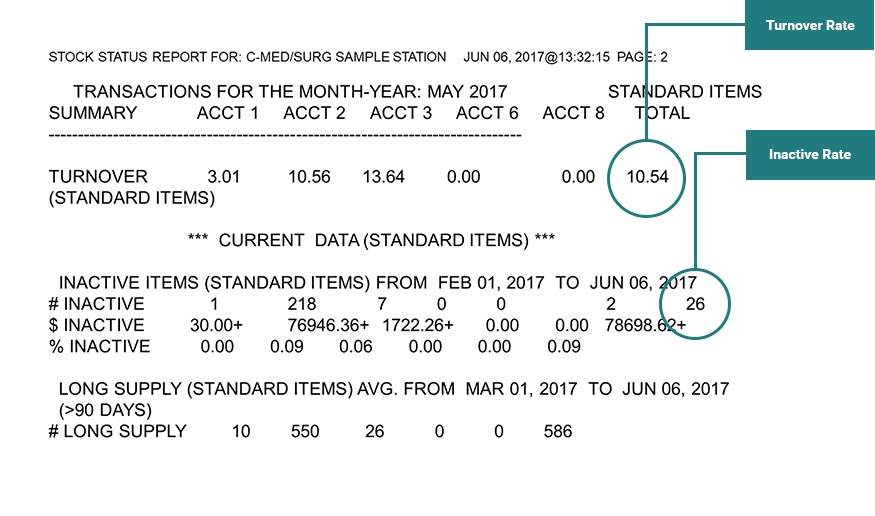 Turnover Rate
STOCK STATUS REPORT FOR: C-MED/SURG SAMPLE STATION JUN 06, 2017@13:32:15 PAGE: 2
TRANSACTIONS FOR THE MONTH-YEAR: MAY 2017 STANDARD ITEMS
SUMMARY ACCT 1 ACCT 2 ACCT 3 ACCT 6 ACCT 8 TOTAL
--------------------------------------------------------------------------------
Inactive Rate
TURNOVER 3.01 10.56 13.64 0.00 0.00 10.54
(STANDARD ITEMS)
*** CURRENT DATA (STANDARD ITEMS) ***
INACTIVE ITEMS (STANDARD ITEMS) FROM FEB 01, 2017 TO JUN 06, 2017
# INACTIVE 1 218 7 0 0 2 26
$ INACTIVE 30.00+ 76946.36+ 1722.26+ 0.00 0.00 78698.62+
% INACTIVE 0.00 0.09 0.06 0.00 0.00 0.09
LONG SUPPLY (STANDARD ITEMS) AVG. FROM MAR 01, 2017 TO JUN 06, 2017
(>90 DAYS)
# LONG SUPPLY 10 550 26 0 0 586